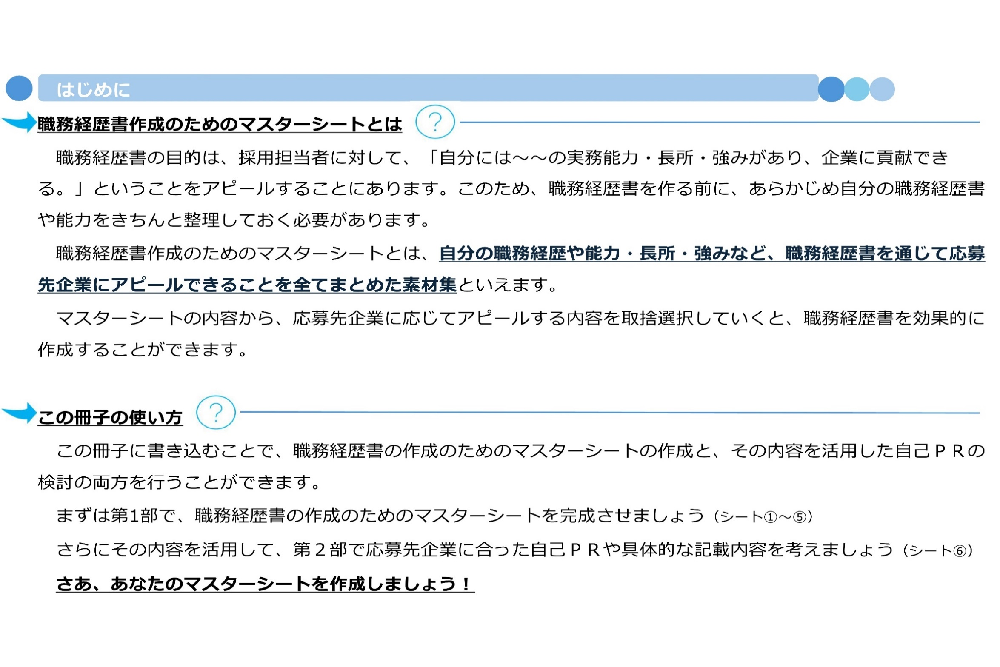 はじめに
職務経歴書作成のためのマスターシートとは
?
職務経歴書の目的は、採用担当者に対して、「自分には～～の実務能力・長所・強みがあり、企業に貢献でき
る。」ということをアピールすることにあります。このため、職務経歴書を作る前に、あらかじめ自分の職務経歴書
や能力をきちんと整理しておく必要があります。
職務経歴書作成のためのマスターシートとは、自分の職務経歴や能力・長所・強みなど、職務経歴書を通じて応募
先企業にアピールできることを全てまとめた素材集といえます。
マスターシートの内容から、応募先企業に応じてアピールする内容を取捨選択していくと、職務経歴書を効果的に
作成することができます。
この冊子の使い方
?
この冊子に書き込むことで、職務経歴書の作成のためのマスターシートの作成と、その内容を活用した自己ＰＲの
検討の両方を行うことができます。
まずは第1部で、職務経歴書の作成のためのマスターシートを完成させましょう（シート①～⑤）
さらにその内容を活用して、第２部で応募先企業に合った自己ＰＲや具体的な記載内容を考えましょう（シート⑥）
さあ、あなたのマスターシートを作成しましょう！